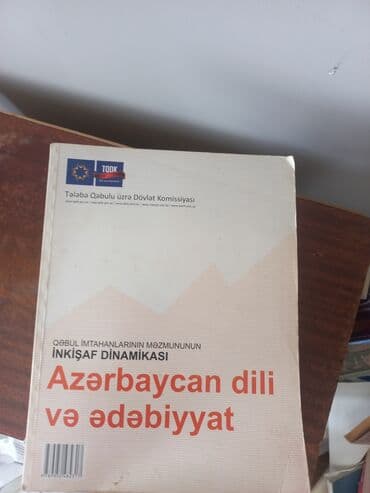 TQDK
Tələbə Qəbulu üzrə Dövlət Komissiyası
QƏBUL İMTAHANLARININ MƏZMUNUNUN
İNKİŞAF DİNAMİKASI
Azərbaycan dili
və ədəbiyyat